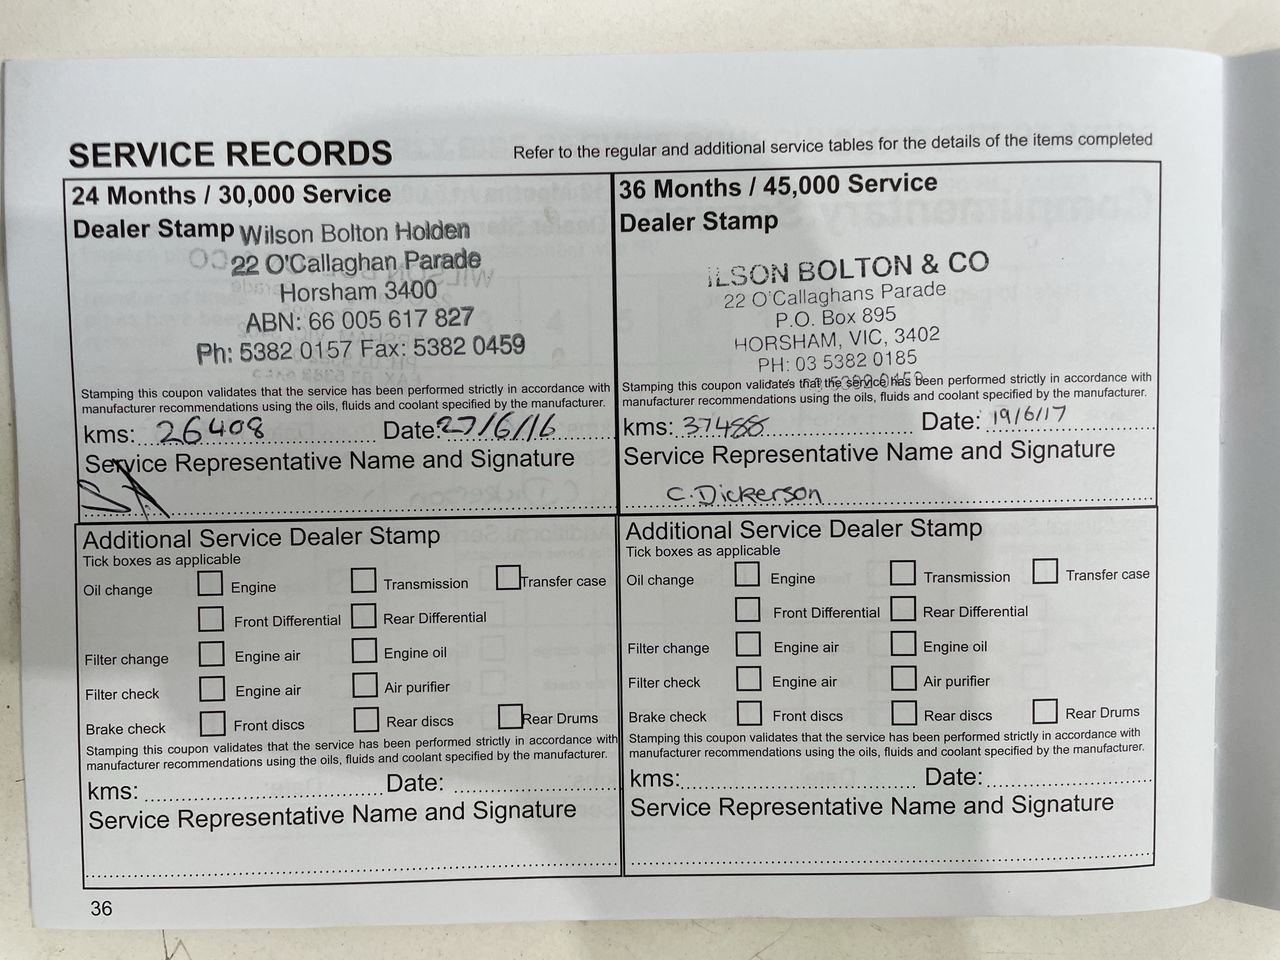 SERVICE RECORDS
Refer to the regular and additional service tables for the details of the items completed
24 Months / 30,000 Service
Dealer Stamp
Wilson Bolton Holden
22 O'Callaghan Parade
Horsham 3400
ABN: 66 005 617 827
Ph: 5382 0157 Fax: 5382 0459
Stamping this coupon validates that the service has been performed strictly in accordance with
manufacturer recommendations using the oils, fluids and coolant specified by the manufacturer.
kms: 26408 Date: 27/6/16
Service Representative Name and Signature
36 Months / 45,000 Service
Dealer Stamp
ILSON BOLTON & CO
22 O'Callaghans Parade
P.O. Box 895
HORSHAM, VIC, 3402
PH: 03 5382 0185
Stamping this coupon validates that the service has been performed strictly in accordance with
manufacturer recommendations using the oils, fluids and coolant specified by the manufacturer.
kms: 37488 Date: 19/6/17
Service Representative Name and Signature
C. Dickerson
Additional Service Dealer Stamp
Tick boxes as applicable
Oil change Engine Transmission Transfer case
Front Differential Rear Differential
Filter change Engine air Engine oil
Filter check Engine air Air purifier
Brake check Front discs Rear discs Rear Drums
Stamping this coupon validates that the service has been performed strictly in accordance with
manufacturer recommendations using the oils, fluids and coolant specified by the manufacturer.
kms: Date:
Service Representative Name and Signature
Additional Service Dealer Stamp
Tick boxes as applicable
Oil change Engine Transmission Transfer case
Front Differential Rear Differential
Filter change Engine air Engine oil
Filter check Engine air Air purifier
Brake check Front discs Rear discs Rear Drums
Stamping this coupon validates that the service has been performed strictly in accordance with
manufacturer recommendations using the oils, fluids and coolant specified by the manufacturer.
kms: Date:
Service Representative Name and Signature
36